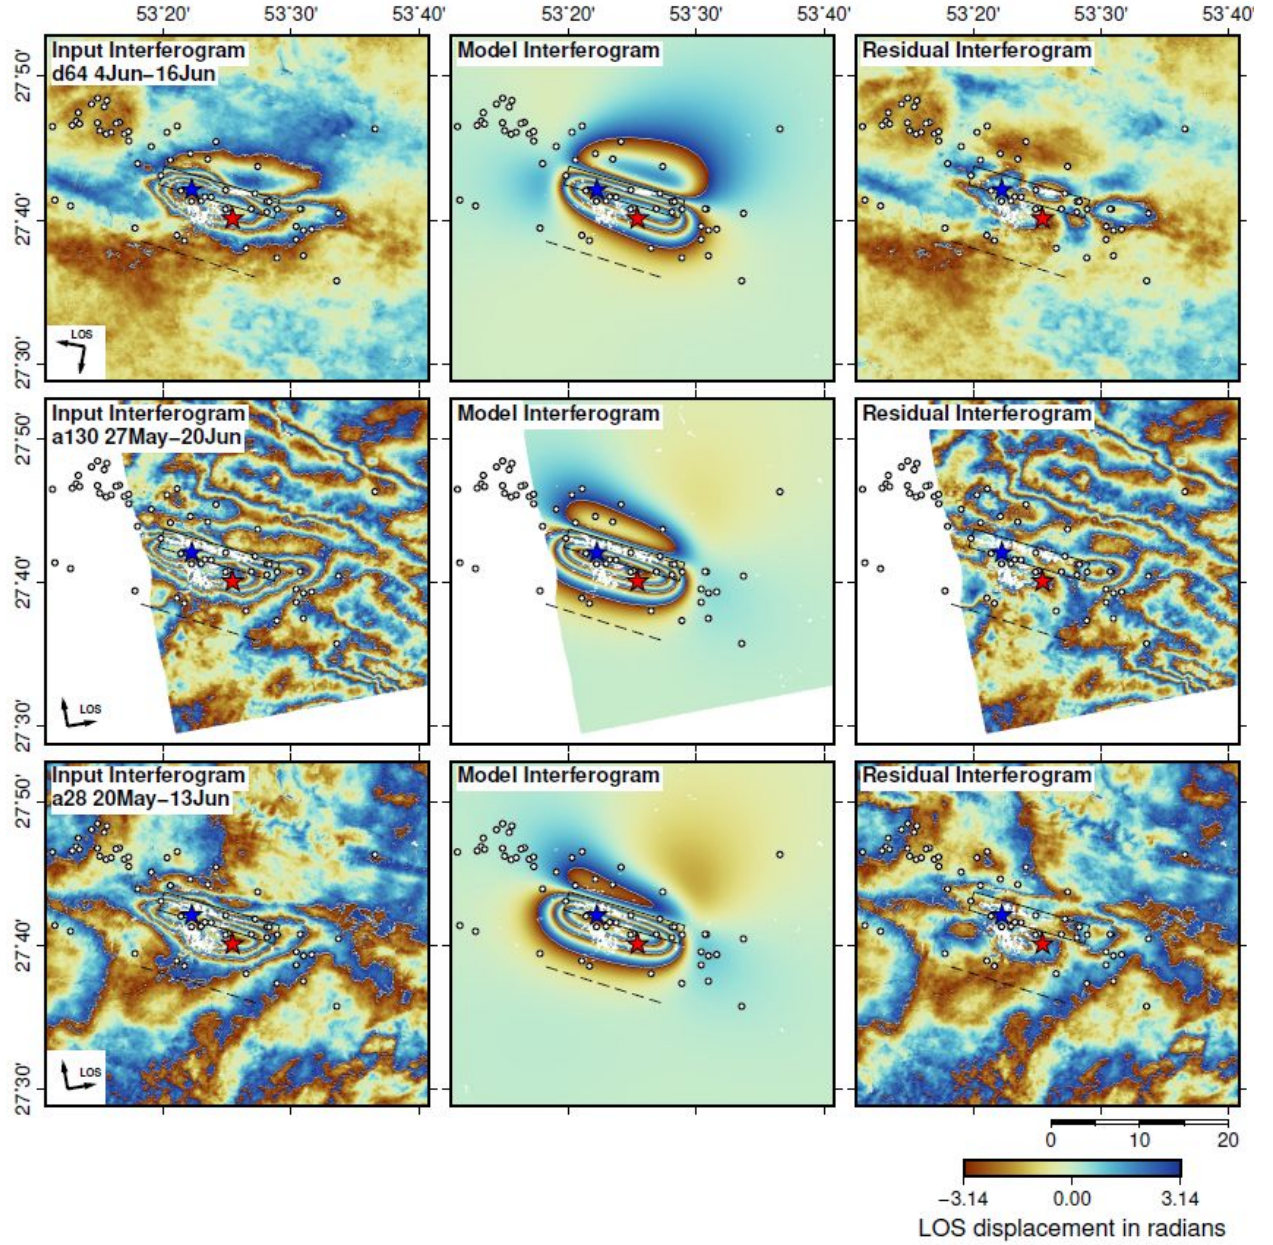 53˚20' 53˚30' 53˚40' 53˚20' 53˚30' 53˚40' 53˚20' 53˚30' 53˚40'
Input Interferogram
d64 4Jun−16Jun
Model Interferogram
Residual Interferogram
27˚50'
27˚40'
27˚30'
LOS
Input Interferogram
a130 27May−20Jun
Model Interferogram
Residual Interferogram
27˚50'
27˚40'
27˚30'
LOS
Input Interferogram
a28 20May−13Jun
Model Interferogram
Residual Interferogram
27˚50'
27˚40'
27˚30'
LOS
0 10 20
−3.14 0.00 3.14
LOS displacement in radians